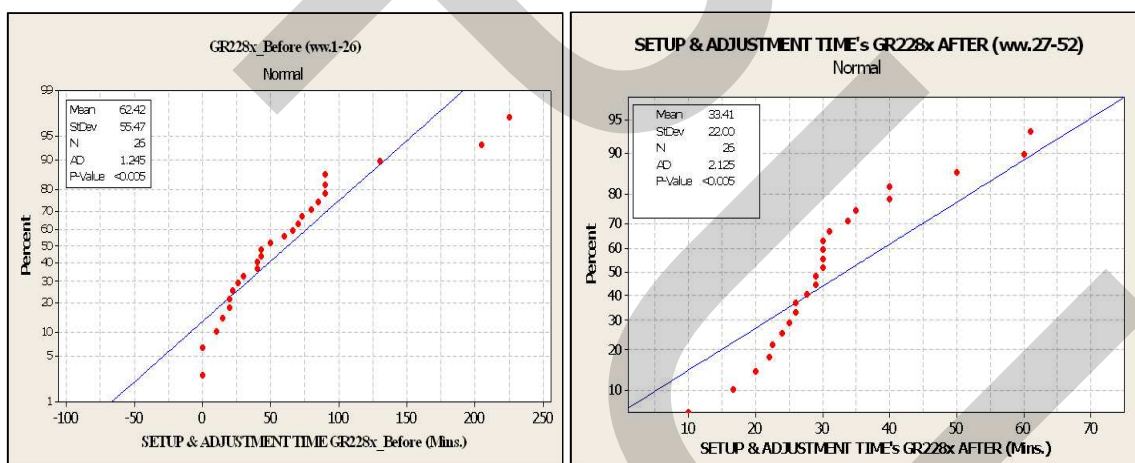 GR228x_Before (ww.1-26)
Normal
99
95
90
80
70
60
50
40
30
20
10
5
1
Percent
Mean 62.42
StDev 55.47
N 26
AD 1.245
P-Value <0.005
-100 -50 0 50 100 150 200 250
SETUP & ADJUSTMENT TIME GR228x_Before (Mins.)
SETUP & ADJUSTMENT TIME's GR228x AFTER (ww.27-52)
Normal
95
90
80
70
60
50
40
30
20
10
Percent
Mean 33.41
StDev 22.00
N 26
AD 2.125
P-Value <0.005
10 20 30 40 50 60 70
SETUP & ADJUSTMENT TIME's GR228x AFTER (Mins.)